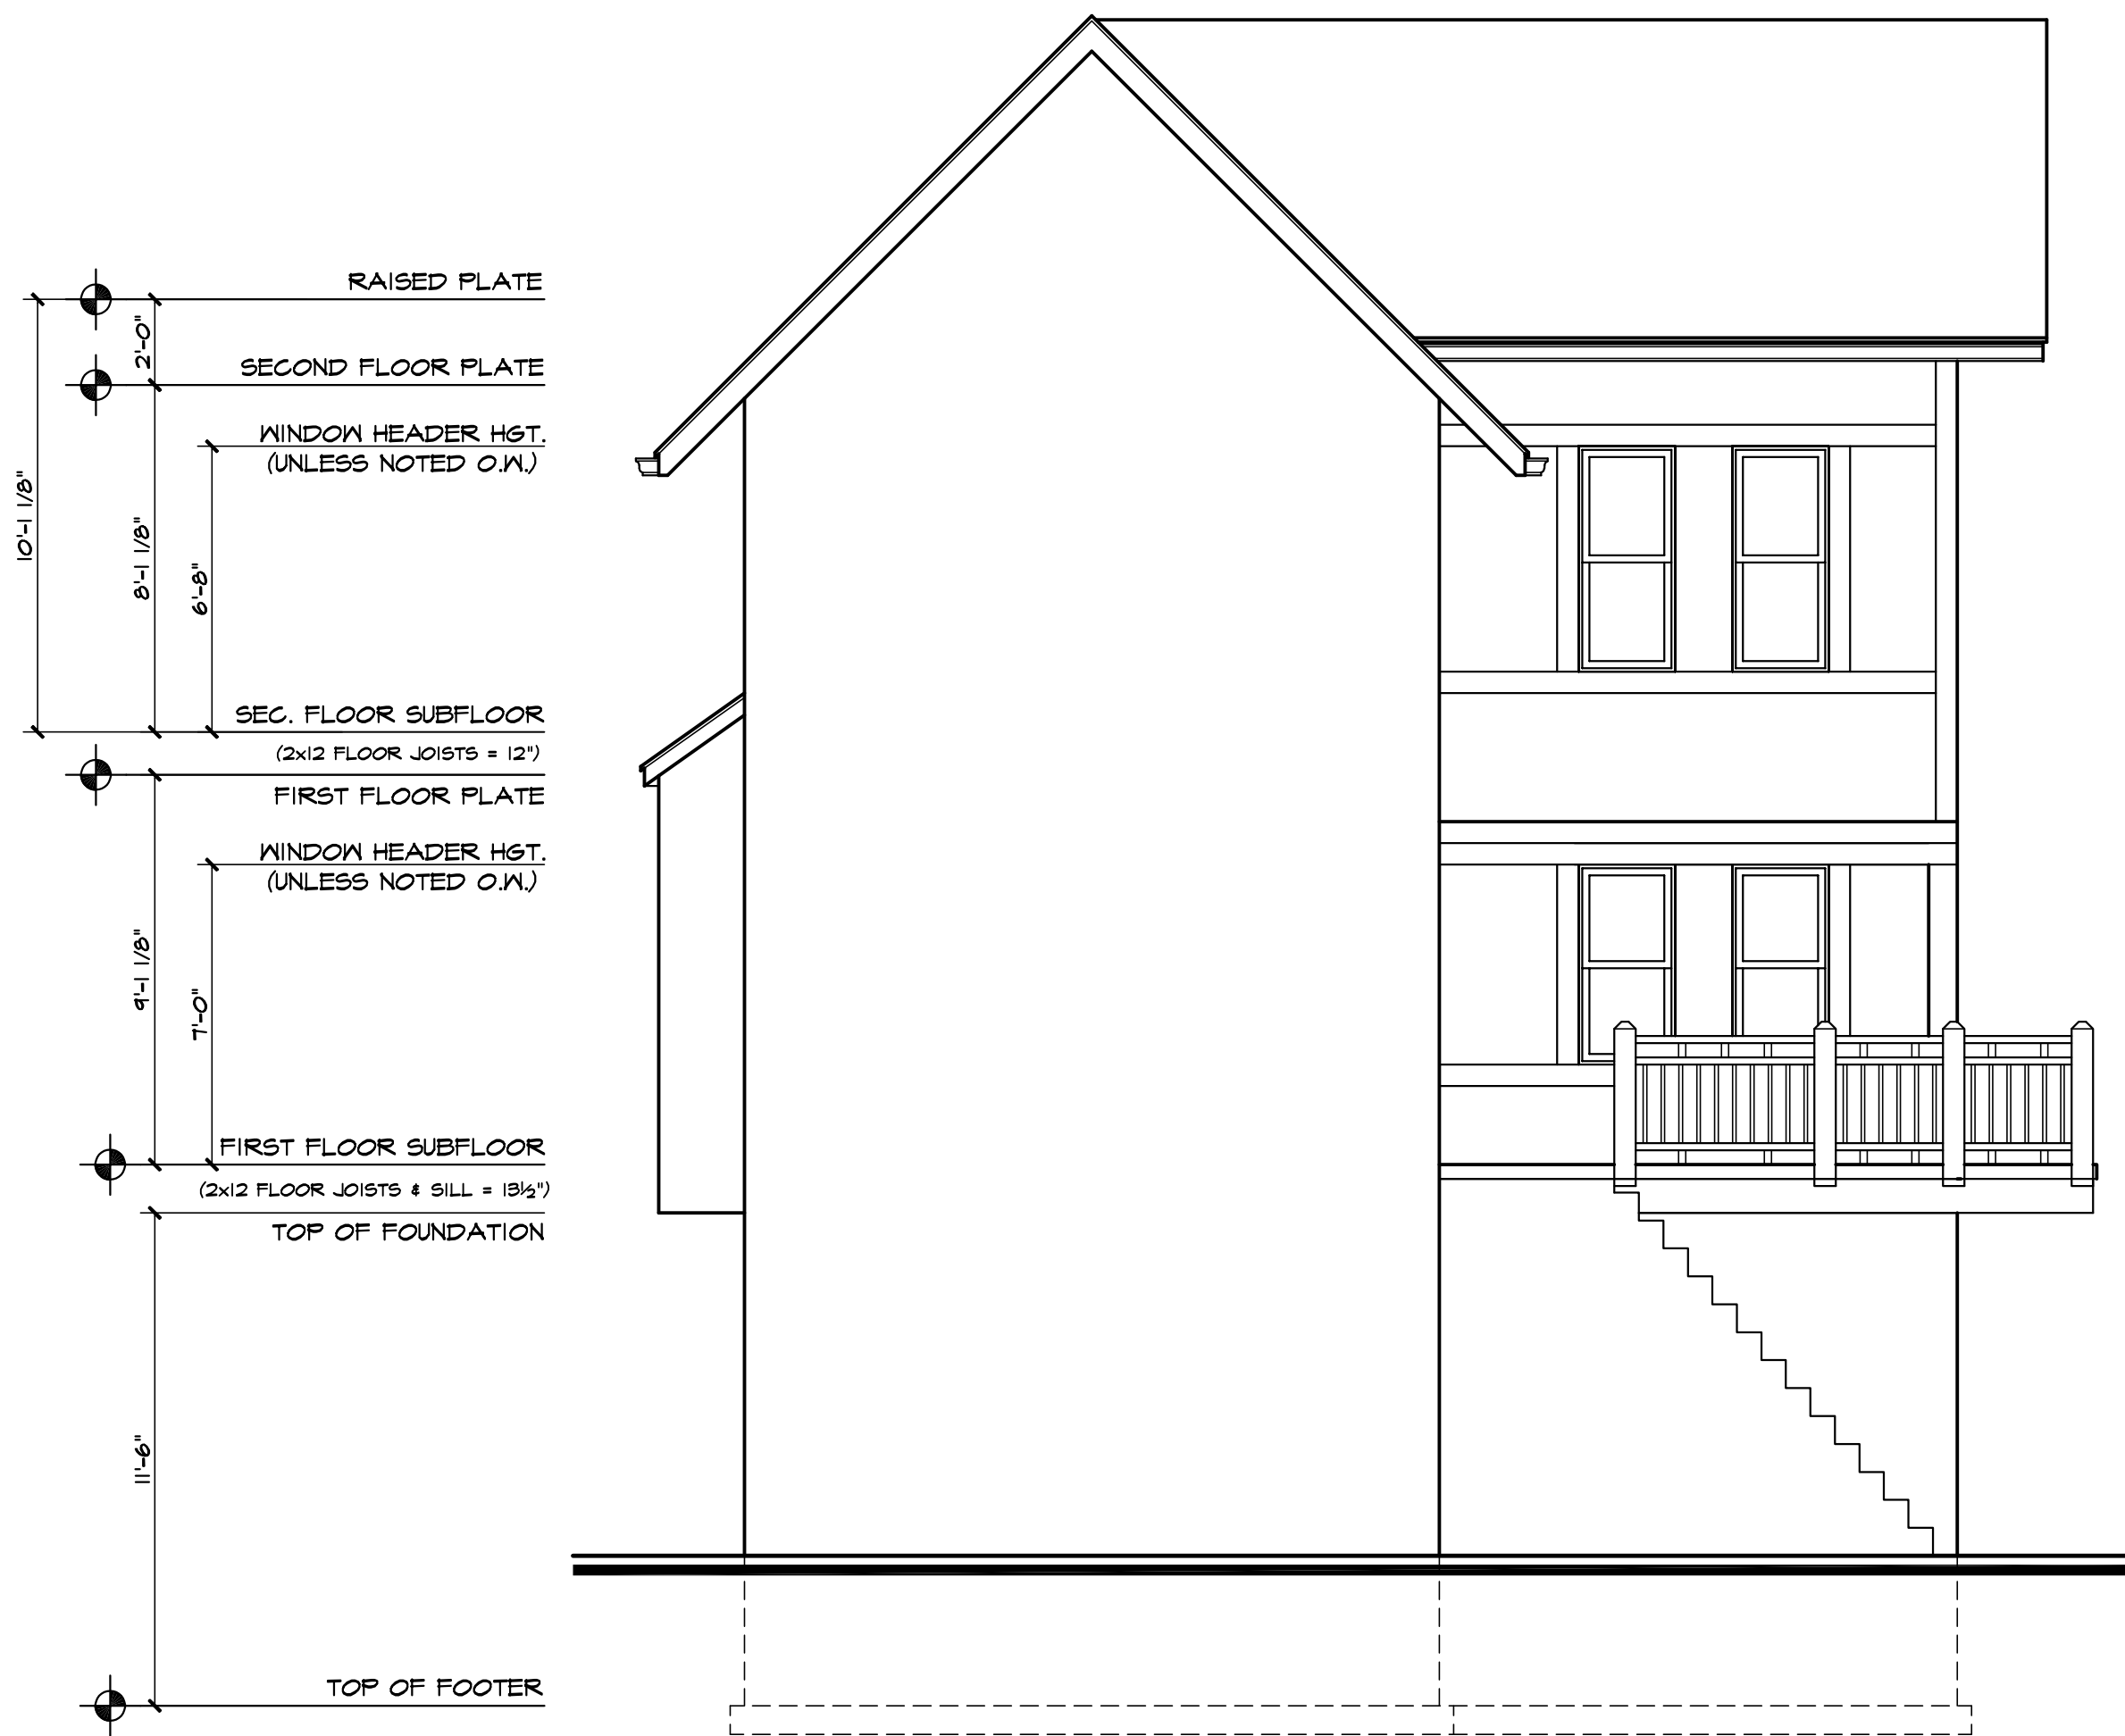 RAISED PLATE
2'-0"
SECOND FLOOR PLATE
WINDOW HEADER HGT.
(UNLESS NOTED O.W.)
10'-1 1/8"
8'-1 1/8"
6'-8"
SEC. FLOOR SUBFLOOR
(2x12 FLOOR JOISTS = 12")
FIRST FLOOR PLATE
WINDOW HEADER HGT.
(UNLESS NOTED O.W.)
9'-1 1/8"
7'-0"
FIRST FLOOR SUBFLOOR
(2x12 FLOOR JOISTS & SILL = 13½")
TOP OF FOUNDATION
11'-6"
TOP OF FOOTER